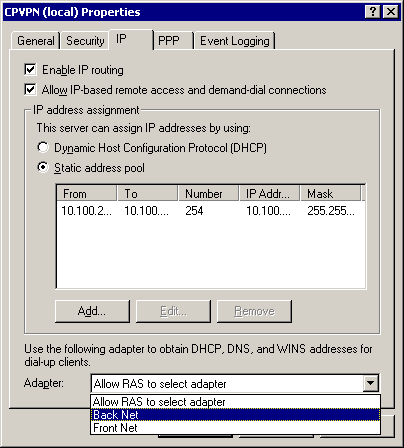 CPVPN (local) Properties
General Security IP PPP Event Logging
Enable IP routing
Allow IP-based remote access and demand-dial connections
IP address assignment
This server can assign IP addresses by using:
Dynamic Host Configuration Protocol (DHCP)
Static address pool
From To Number IP Addr... Mask
10.100.2... 10.100.... 254 10.100.... 255.255...
Add... Edit... Remove
Use the following adapter to obtain DHCP, DNS, and WINS addresses for
dial-up clients.
Adapter: Allow RAS to select adapter
Allow RAS to select adapter
Back Net
Front Net